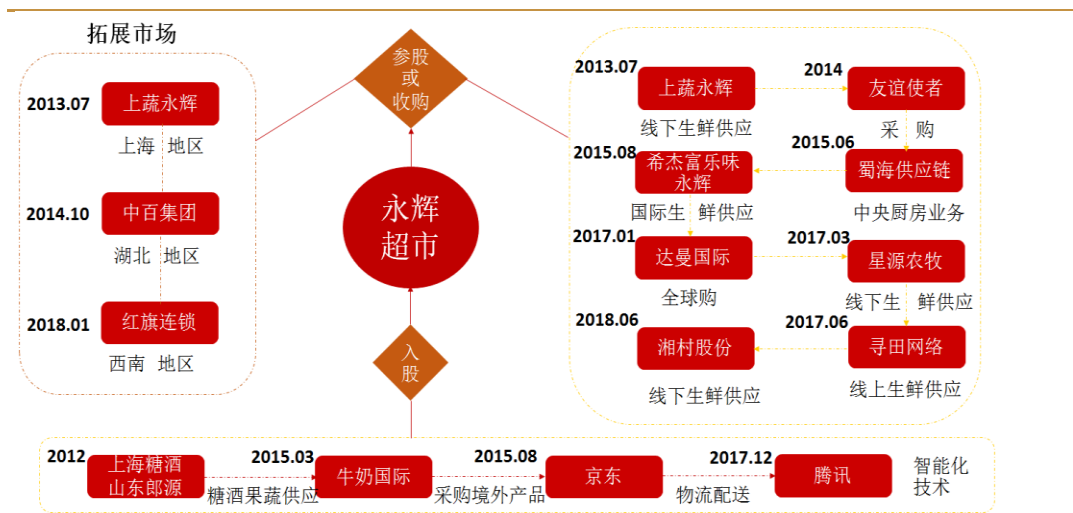 拓展市场
2013.07
上蔬永辉
上海 地区
2014.10
中百集团
湖北 地区
2018.01
红旗连锁
西南 地区
参股
或
收购
永辉
超市
入
股
2013.07
上蔬永辉
线下生鲜供应
2014
友谊使者
采 购
2015.06
蜀海供应链
中央厨房业务
2015.08
希杰富乐味
永辉
国际生 鲜供应
2017.01
达曼国际
全球购
2017.03
星源农牧
线下生 鲜供应
2017.06
寻田网络
线上生鲜供应
2018.06
湘村股份
线下生鲜供应
2012
上海糖酒
山东郎源
糖酒果蔬供应
2015.03
牛奶国际
采购境外产品
2015.08
京东
物流配送
2017.12
腾讯
智能化
技术